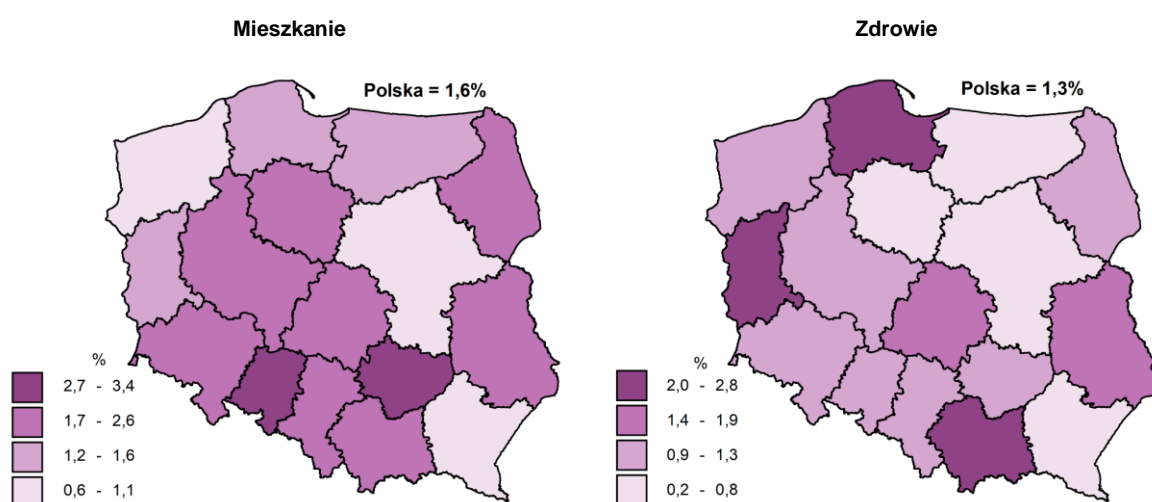 Mieszkanie
Polska = 1,6%
%
2,7 - 3,4
1,7 - 2,6
1,2 - 1,6
0,6 - 1,1
Zdrowie
Polska = 1,3%
%
2,0 - 2,8
1,4 - 1,9
0,9 - 1,3
0,2 - 0,8